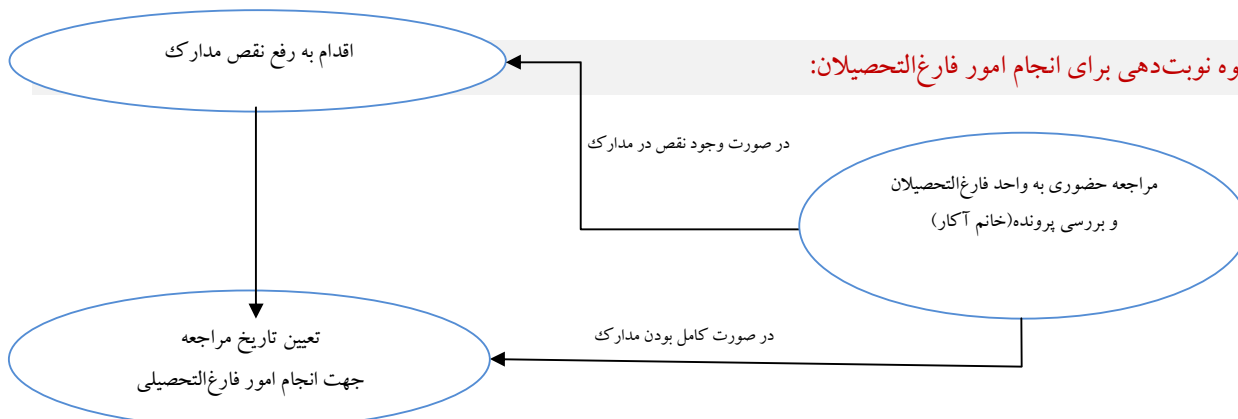 وه نوبت‌دهی برای انجام امور فارغ‌التحصیلان:
اقدام به رفع نقص مدارک
در صورت وجود نقص در مدارک
مراجعه حضوری به واحد فارغ‌التحصیلان
و بررسی پرونده(خانم آکار)
در صورت کامل بودن مدارک
تعیین تاریخ مراجعه
جهت انجام امور فارغ‌التحصیلی